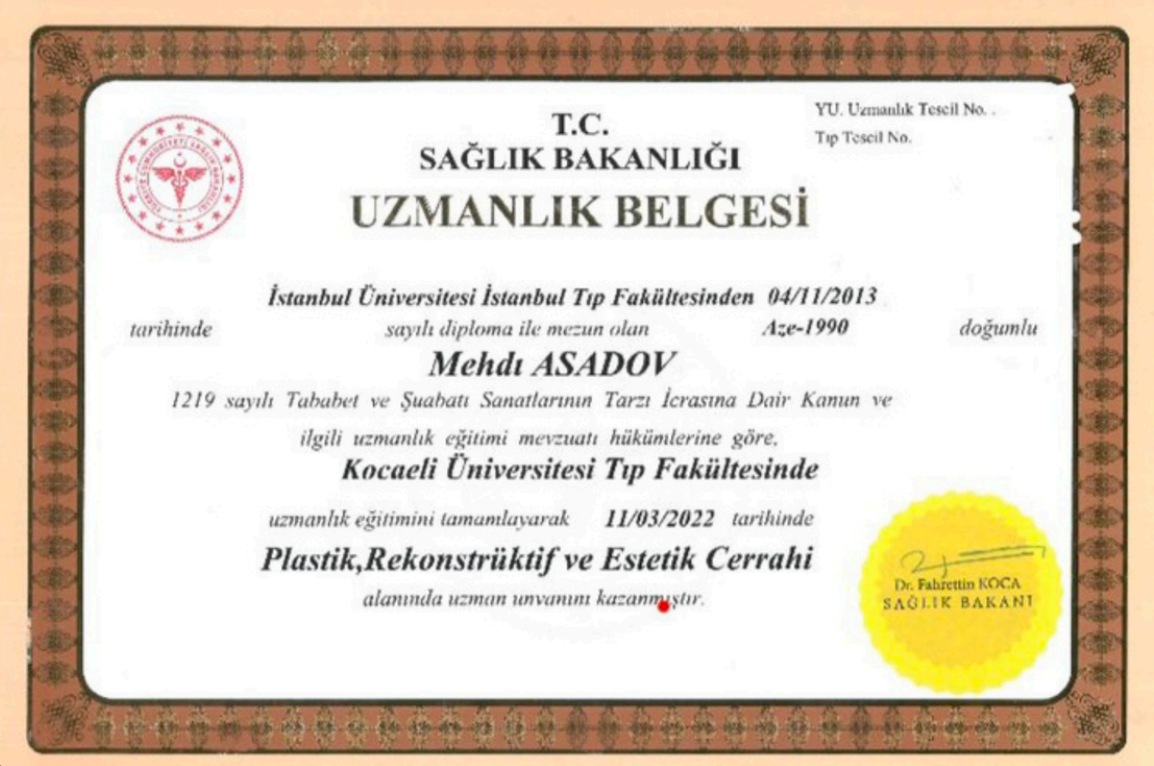 YU. Uzmanlık Tescil No. .
Tıp Tescil No.
T.C.
SAĞLIK BAKANLIĞI
UZMANLIK BELGESİ
İstanbul Üniversitesi İstanbul Tıp Fakültesinden 04/11/2013
tarihinde sayılı diploma ile mezun olan Aze-1990 doğumlu
Mehdı ASADOV
1219 sayılı Tababet ve Şuabatı Sanatlarının Tarzı İcrasına Dair Kanun ve
ilgili uzmanlık eğitimi mevzuatı hükümlerine göre,
Kocaeli Üniversitesi Tıp Fakültesinde
uzmanlık eğitimini tamamlayarak 11/03/2022 tarihinde
Plastik,Rekonstrüktif ve Estetik Cerrahi
alanında uzman unvanını kazanmıştır.
Dr. Fahrettin KOCA
SAĞLIK BAKANI